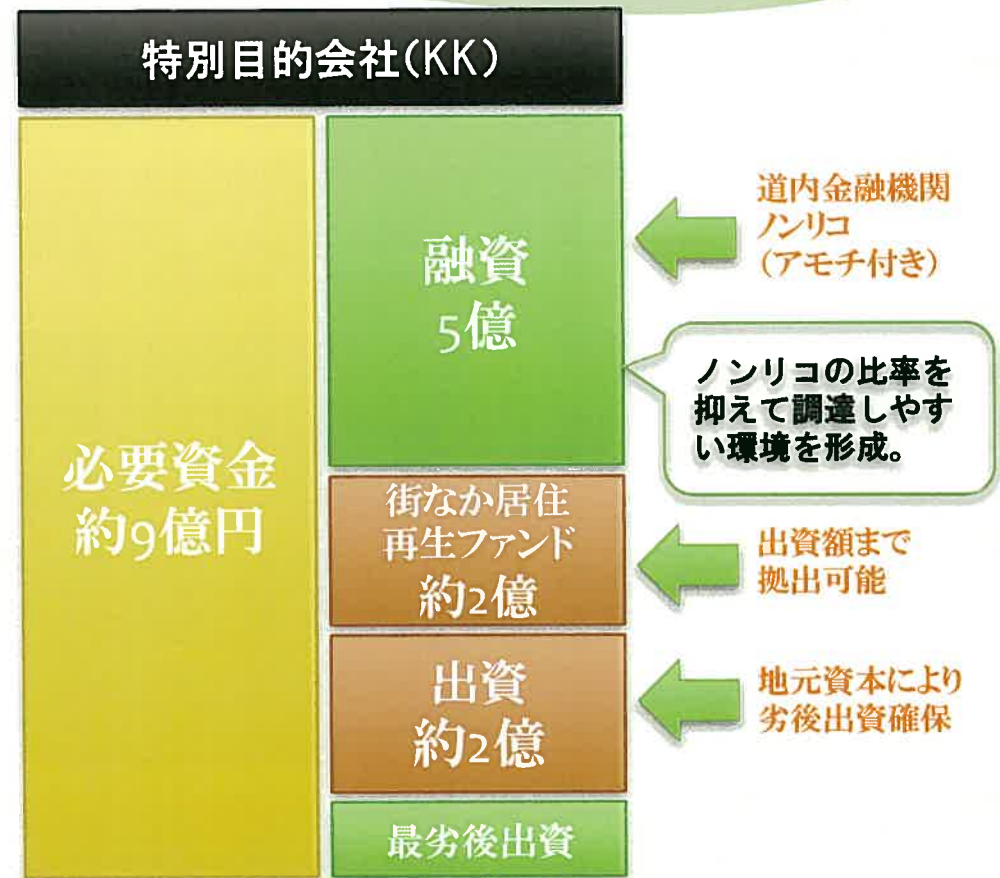 特別目的会社(KK)
必要資金
約9億円
融資
5億
道内金融機関
ノンリコ
(アモチ付き)
ノンリコの比率を
抑えて調達しやす
い環境を形成。
街なか居住
再生ファンド
約2億
出資額まで
拠出可能
出資
約2億
地元資本により
劣後出資確保
最劣後出資